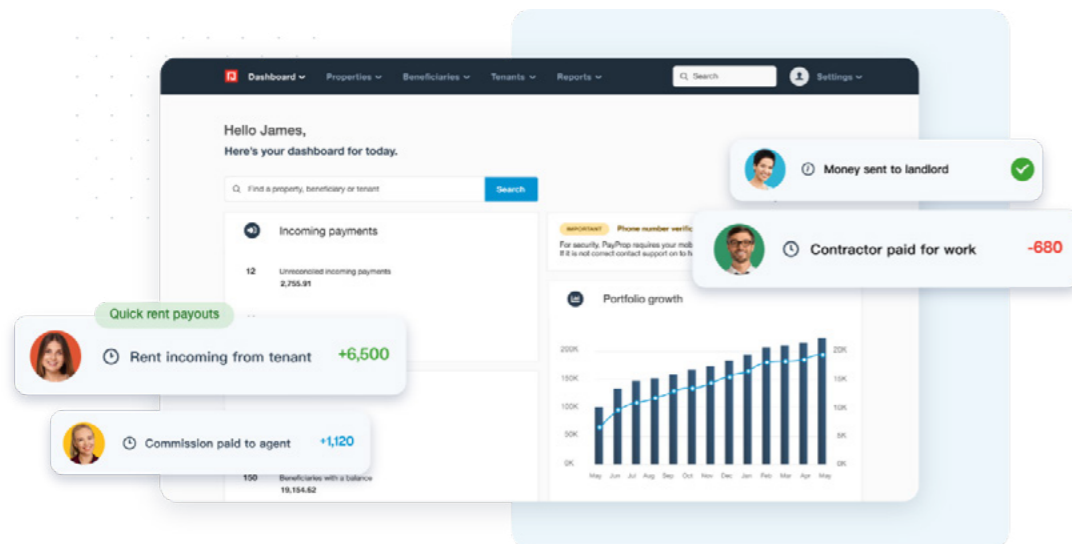 Dashboard Properties Beneficiaries Tenants Reports Search Settings
Hello James,
Here's your dashboard for today.
Find a property, beneficiary or tenant Search
Incoming payments
12 Unreconciled incoming payments
2,755.91
Quick rent payouts
Rent incoming from tenant +6,500
Commission paid to agent +1,120
150 Beneficiaries with a balance
19,154.62
Money sent to landlord
IMPORTANT Phone number verific
For security, PayProp requires your mob
If it is not correct contact support on to h
Contractor paid for work -680
Portfolio growth
200K 20K
150K 15K
100K 10K
50K 5K
0K 0K
May Jun Jul Aug Sep Oct Nov Dec Jan Feb Mar Apr May